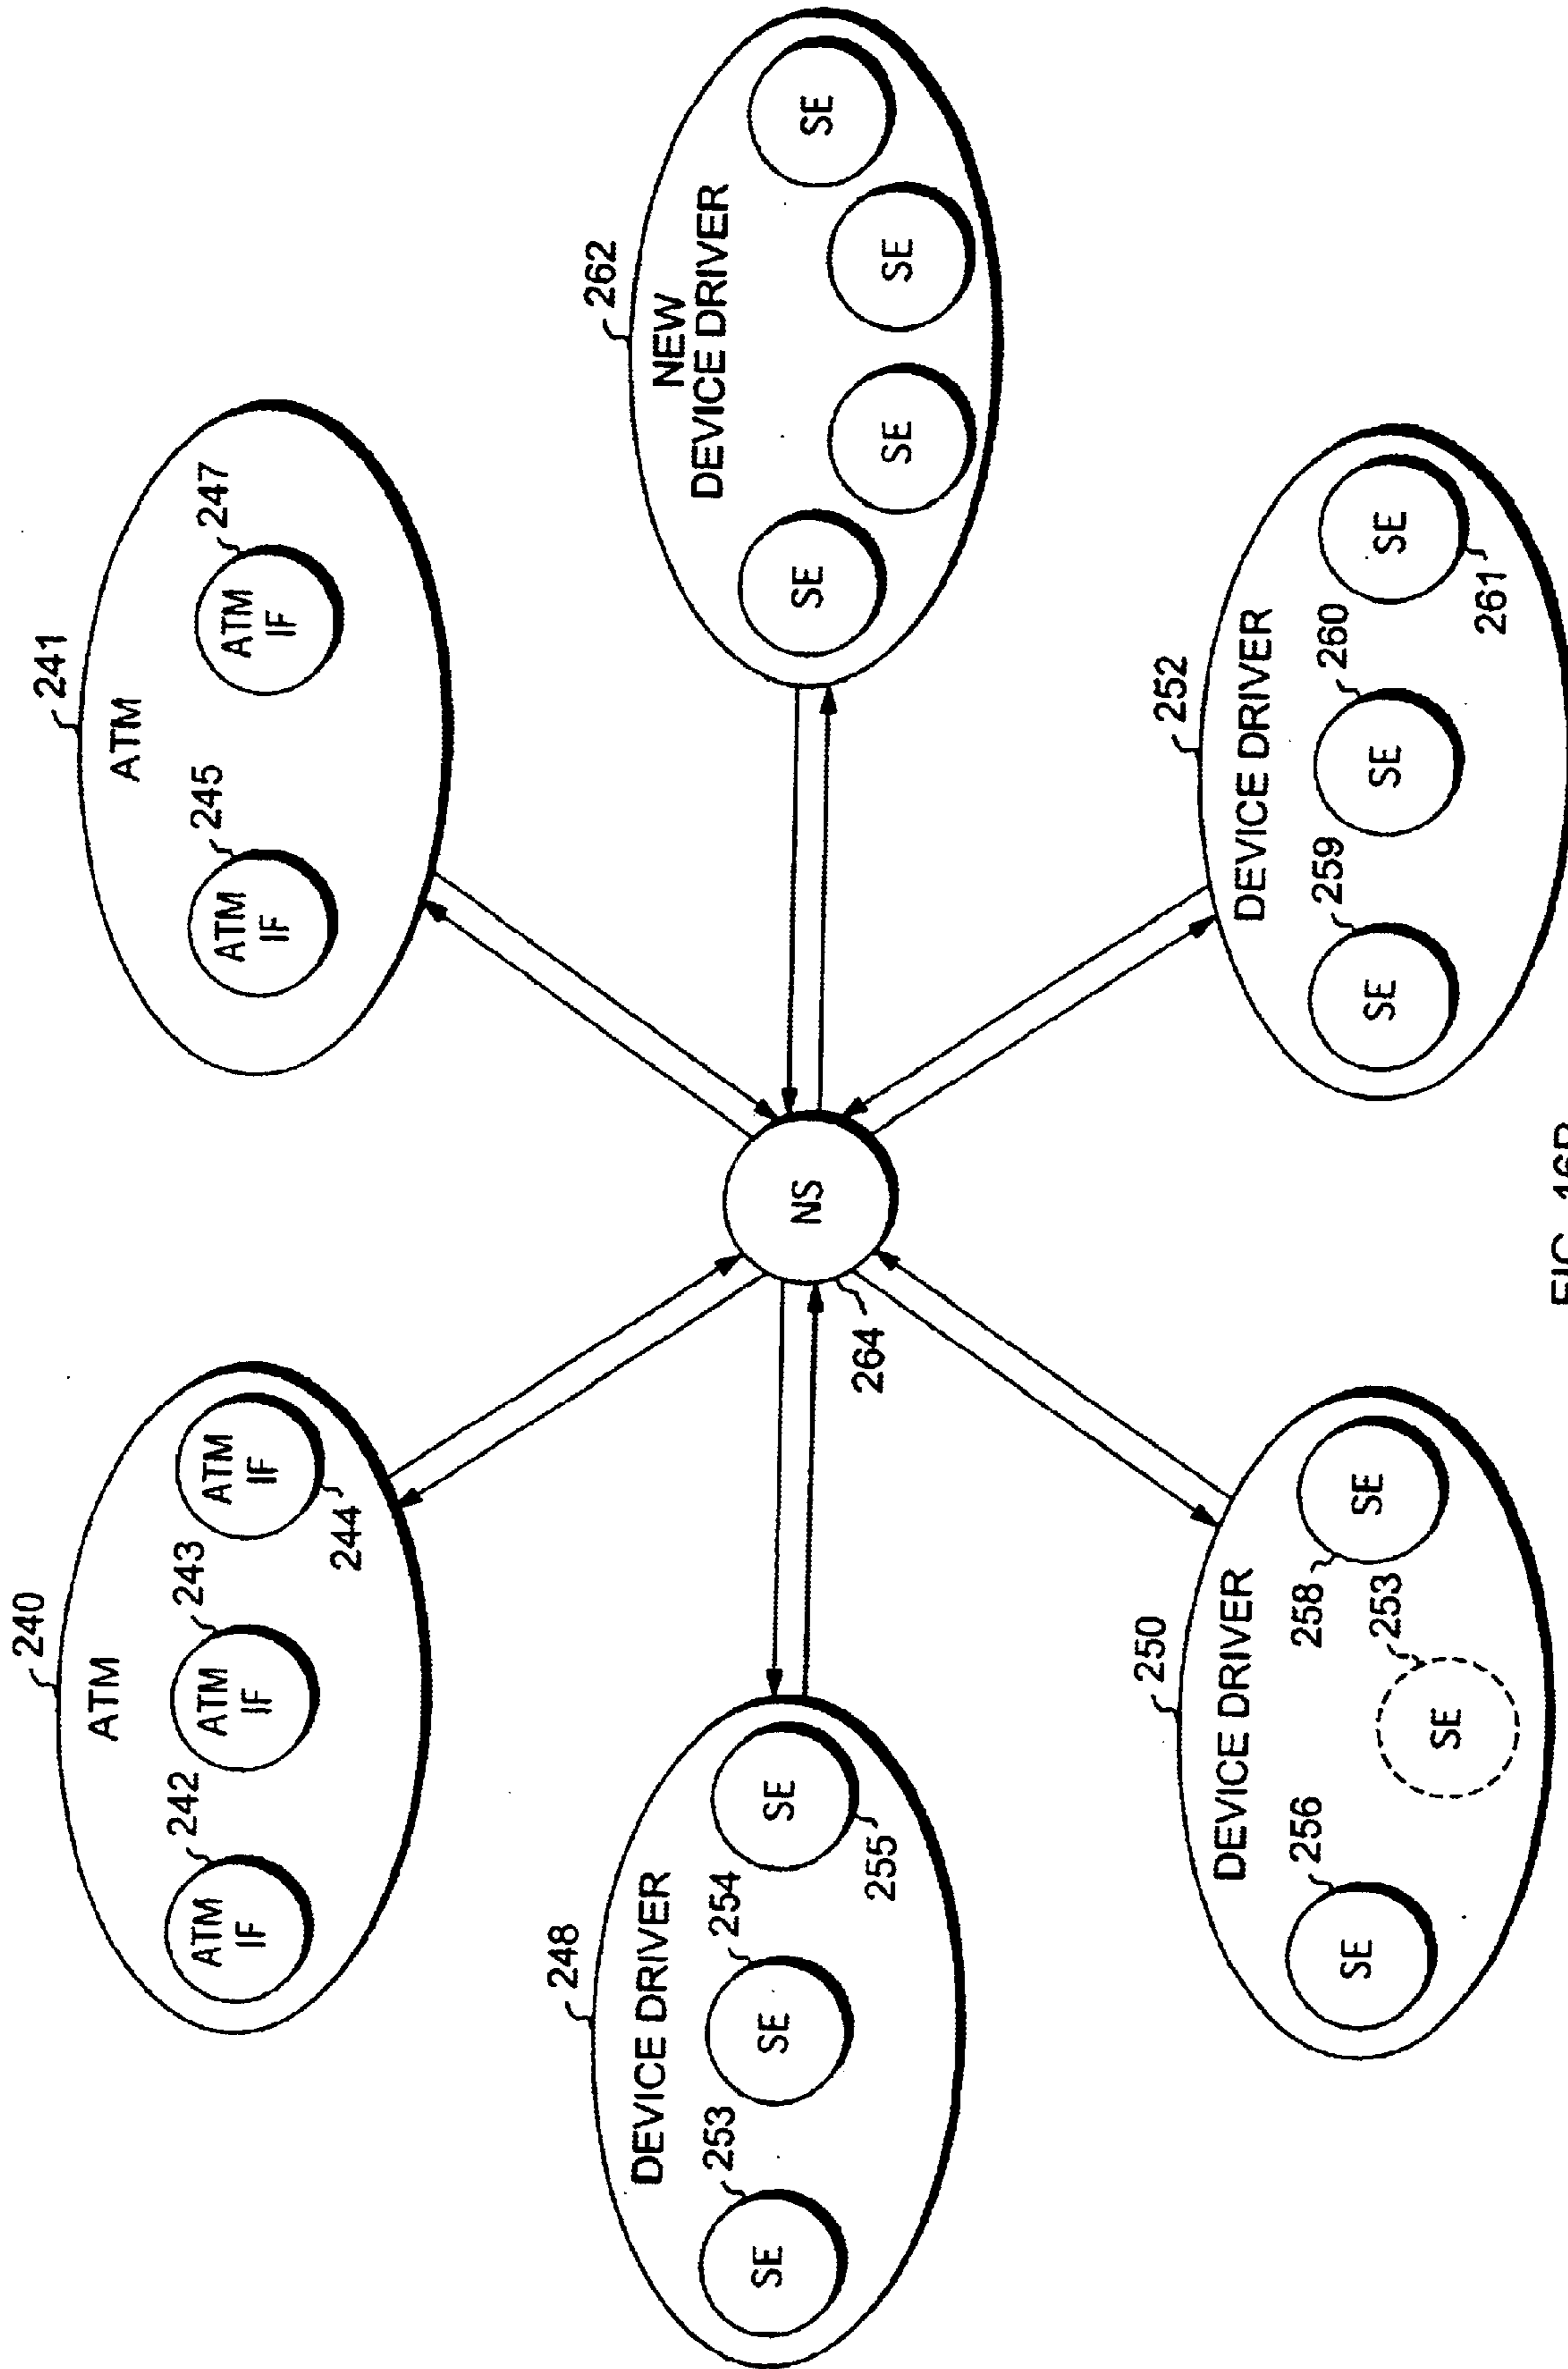 240
ATM
242
243
ATM
IF
ATM
IF
ATM
IF
244
241
ATM
245
247
ATM
IF
ATM
IF
248
DEVICE DRIVER
253
254
SE
SE
SE
255
NS
264
262
NEW
DEVICE DRIVER
SE
SE
SE
SE
250
DEVICE DRIVER
256
258
SE
SE
253
SE
252
DEVICE DRIVER
259
260
SE
SE
SE
261
FIG. 16B